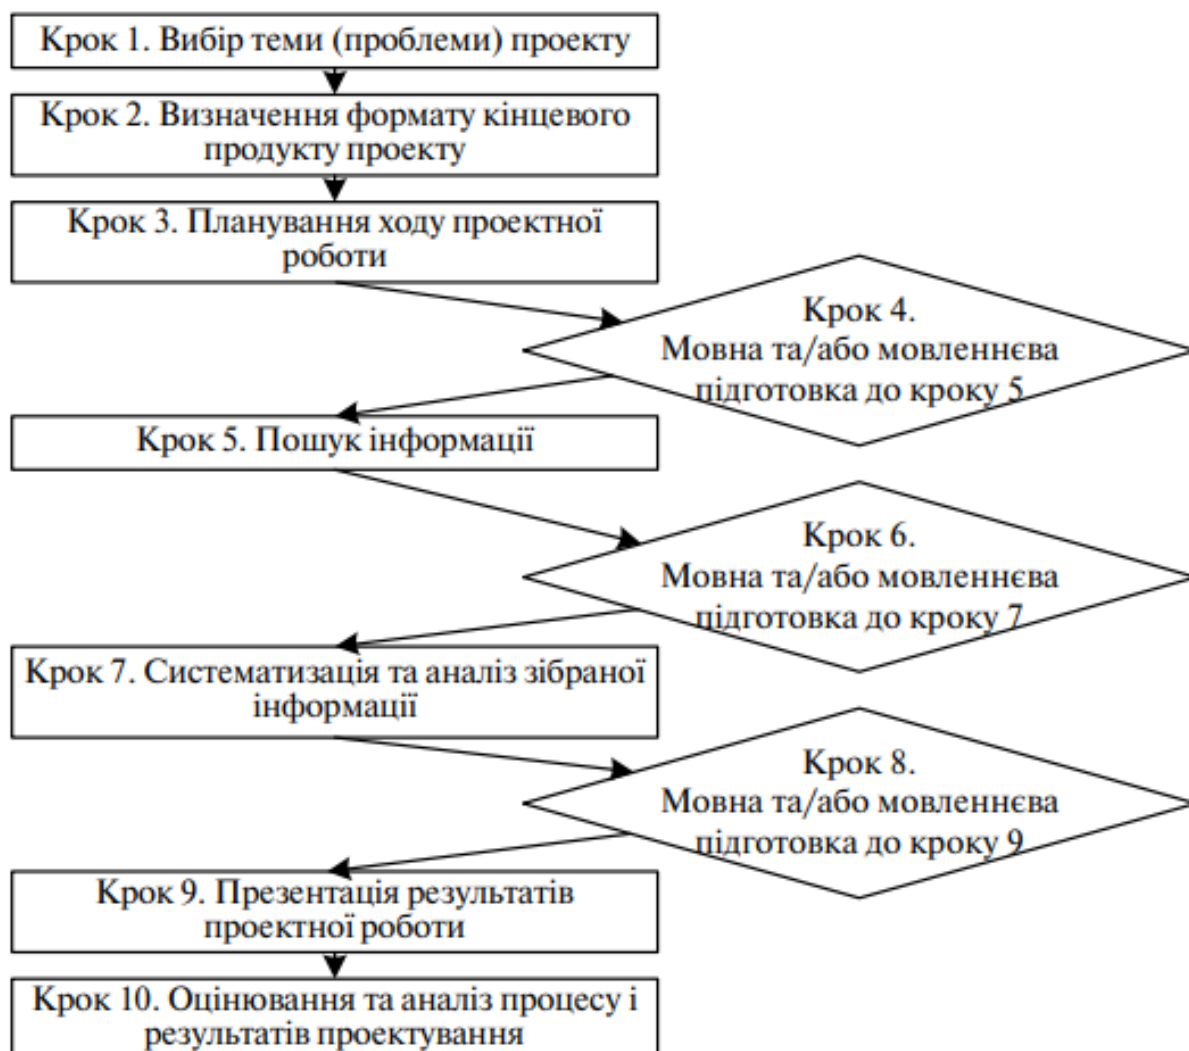 Крок 1. Вибір теми (проблеми) проекту
Крок 2. Визначення формату кінцевого
продукту проекту
Крок 3. Планування ходу проектної
роботи
Крок 4.
Мовна та/або мовленнєва
підготовка до кроку 5
Крок 5. Пошук інформації
Крок 6.
Мовна та/або мовленнєва
підготовка до кроку 7
Крок 7. Систематизація та аналіз зібраної
інформації
Крок 8.
Мовна та/або мовленнєва
підготовка до кроку 9
Крок 9. Презентація результатів
проектної роботи
Крок 10. Оцінювання та аналіз процесу і
результатів проектування